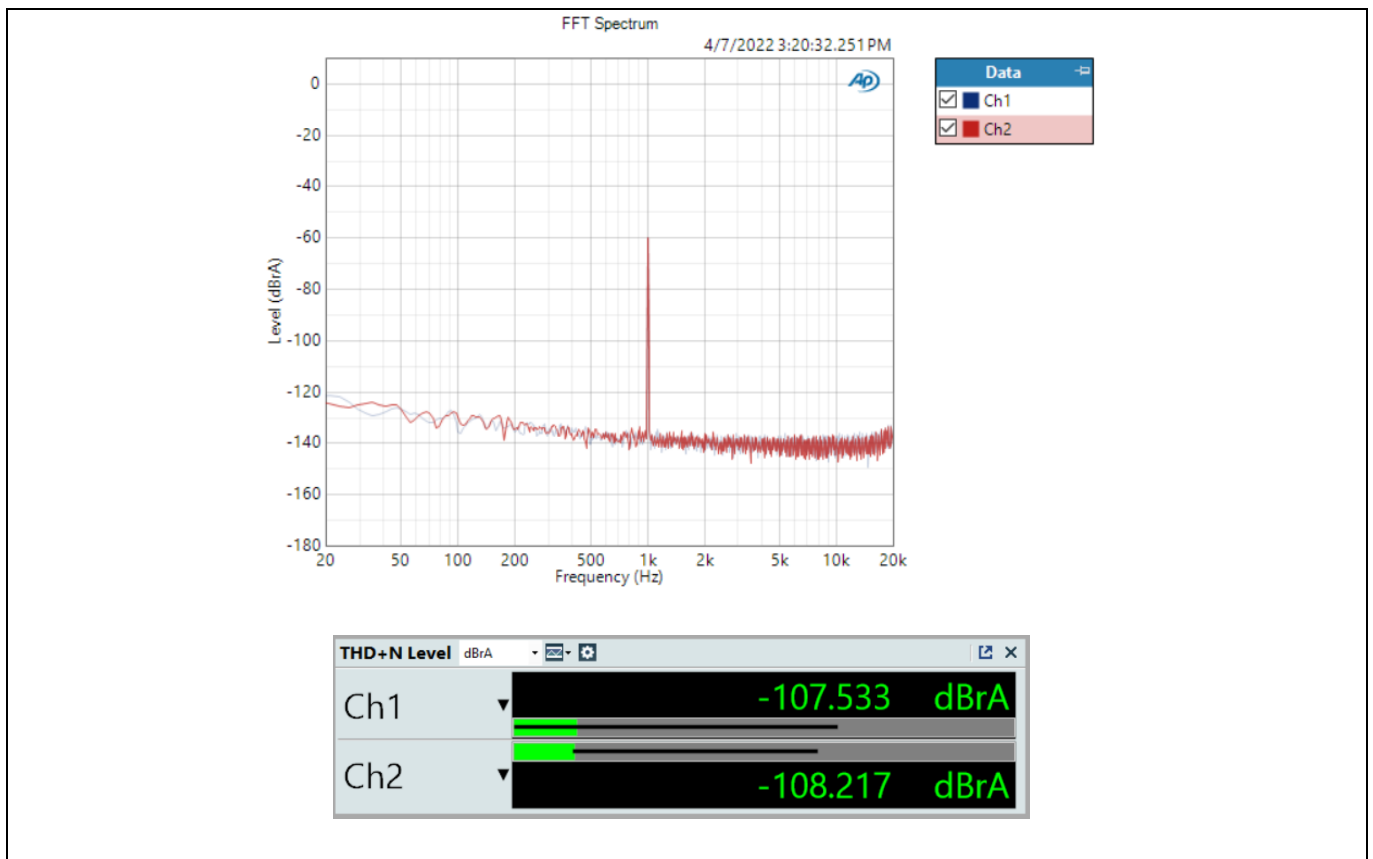 FFT Spectrum
4/7/2022 3:20:32.251 PM
AP
Data
Ch1
Ch2
Level (dBrA)
0
-20
-40
-60
-80
-100
-120
-140
-160
-180
20 50 100 200 500 1k 2k 5k 10k 20k
Frequency (Hz)
THD+N Level dBrA
Ch1 -107.533 dBrA
Ch2 -108.217 dBrA